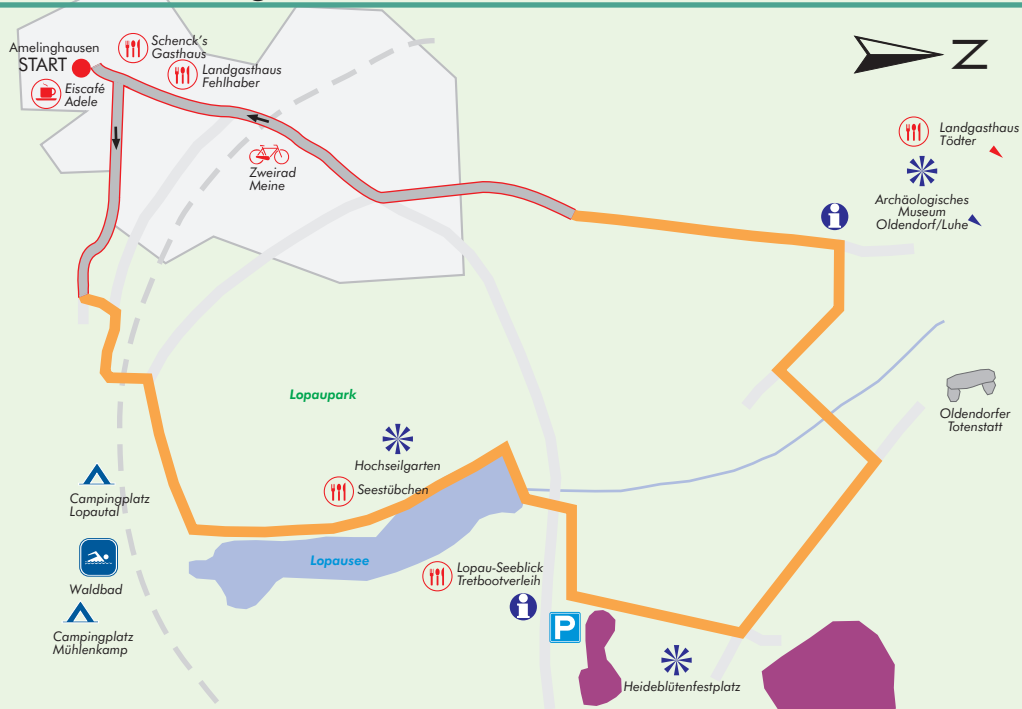 Amelinghausen
START
Schenck's
Gasthaus
Landgasthaus
Fehlhaber
Eiscafé
Adele
Zweirad
Meine
N
Landgasthaus
Tödter
Archäologisches
Museum
Oldendorf/Luhe
i
Oldendorfer
Totenstatt
Lopaupark
Hochseilgarten
Seestübchen
Campingplatz
Lopautal
Waldbad
Campingplatz
Mühlenkamp
Lopausee
Lopau-Seeblick
Tretbootverleih
i
P
Heideblütenfestplatz